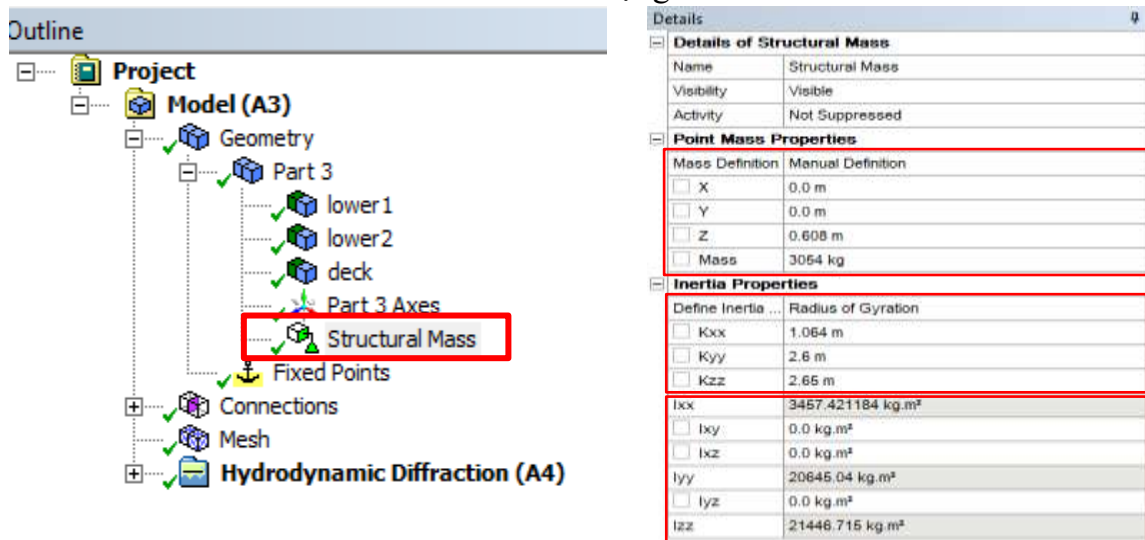 Outline
Project
Model (A3)
Geometry
Part 3
lower1
lower2
deck
Part 3 Axes
Structural Mass
Fixed Points
Connections
Mesh
Hydrodynamic Diffraction (A4)
Details
Details of Structural Mass
Name Structural Mass
Visibility Visible
Activity Not Suppressed
Point Mass Properties
Mass Definition Manual Definition
X 0.0 m
Y 0.0 m
Z 0.608 m
Mass 3054 kg
Inertia Properties
Define Inertia ... Radius of Gyration
Kxx 1.064 m
Kyy 2.6 m
Kzz 2.65 m
Ixx 3457.421184 kg.m²
Ixy 0.0 kg.m²
Ixz 0.0 kg.m²
Iyy 20645.04 kg.m²
Iyz 0.0 kg.m²
Izz 21446.715 kg.m²